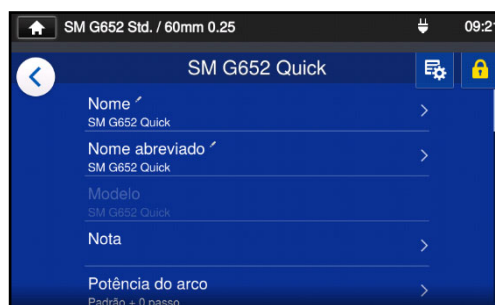 SM G652 Std. / 60mm 0.25
09:2
SM G652 Quick
Nome
SM G652 Quick
Nome abreviado
SM G652 Quick
Modelo
SM G652 Quick
Nota
Potência do arco
Padrão + 0 passo